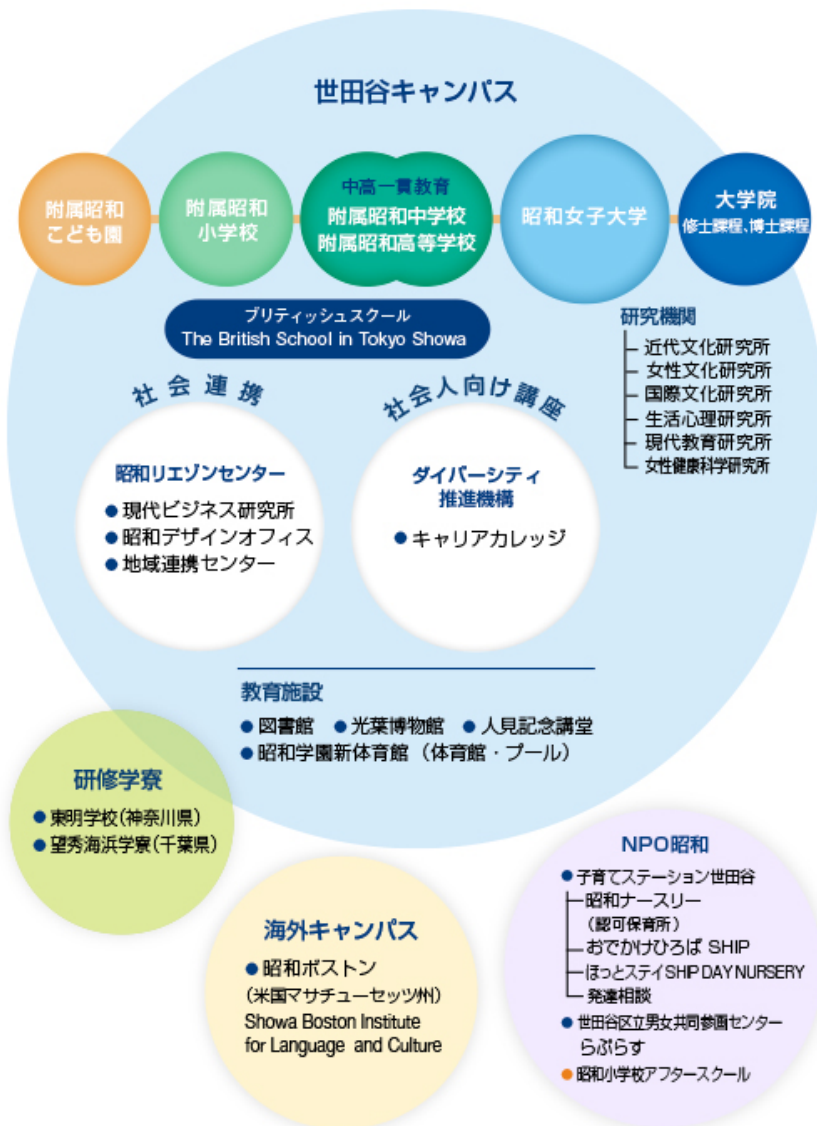 世田谷キャンパス
附属昭和
こども園
附属昭和
小学校
中高一貫教育
附属昭和中学校
附属昭和高等学校
昭和女子大学
大学院
修士課程、博士課程
ブリティッシュスクール
The British School in Tokyo Showa
研究機関
近代文化研究所
女性文化研究所
国際文化研究所
生活心理研究所
現代教育研究所
女性健康科学研究所
社会連携
昭和リエゾンセンター
●現代ビジネス研究所
●昭和デザインオフィス
●地域連携センター
社会人向け講座
ダイバーシティ
推進機構
●キャリアカレッジ
教育施設
●図書館 ●光葉博物館 ●人見記念講堂
●昭和学園新体育館（体育館・プール）
研修学寮
●東明学校(神奈川県)
●望秀海浜学寮(千葉県)
海外キャンパス
●昭和ボストン
(米国マサチューセッツ州)
Showa Boston Institute
for Language and Culture
NPO昭和
●子育てステーション世田谷
昭和ナースリー
(認可保育所)
おでかけひろば SHIP
ほっとステイSHIP DAY NURSERY
発達相談
●世田谷区立男女共同参画センター
らぷらす
●昭和小学校アフタースクール